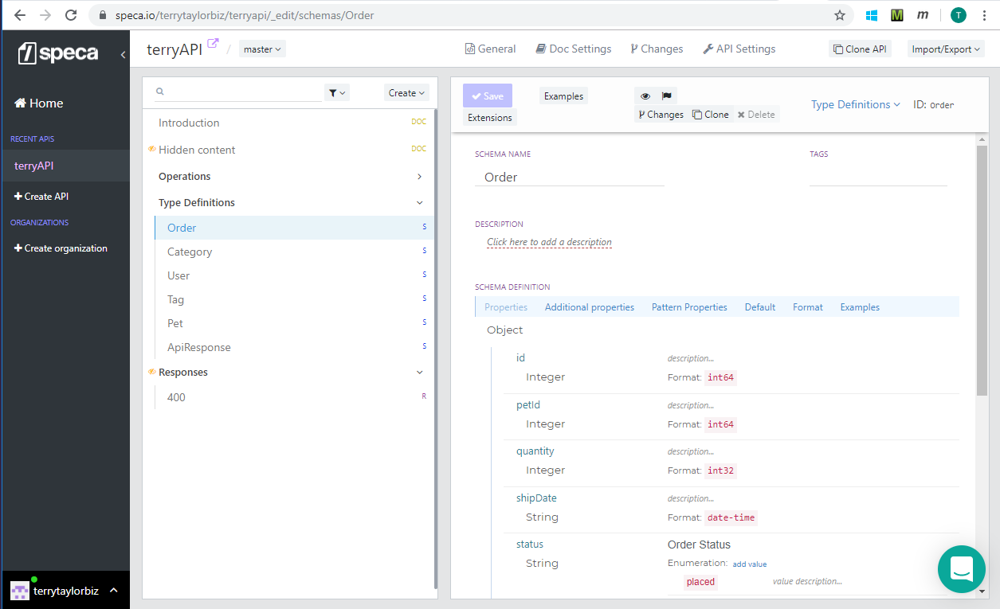 speca.io/terrytaylorbiz/terryapi/_edit/schemas/Order
M
m
T
speca
terryAPI
master
General
Doc Settings
Changes
API Settings
Clone API
Import/Export
Home
RECENT APIS
terryAPI
Create API
ORGANIZATIONS
Create organization
terrytaylorbiz
Create
Introduction DOC
Hidden content DOC
Operations
Type Definitions
Order S
Category S
User S
Tag S
Pet S
ApiResponse S
Responses
400 R
Save
Examples
Extensions
Changes
Clone
Delete
Type Definitions
ID: Order
SCHEMA NAME
Order
TAGS
DESCRIPTION
Click here to add a description
SCHEMA DEFINITION
Properties Additional properties Pattern Properties Default Format Examples
Object
id description...
Integer Format: int64
petId description...
Integer Format: int64
quantity description...
Integer Format: int32
shipDate description...
String Format: date-time
status Order Status
String Enumeration: add value
placed value description...